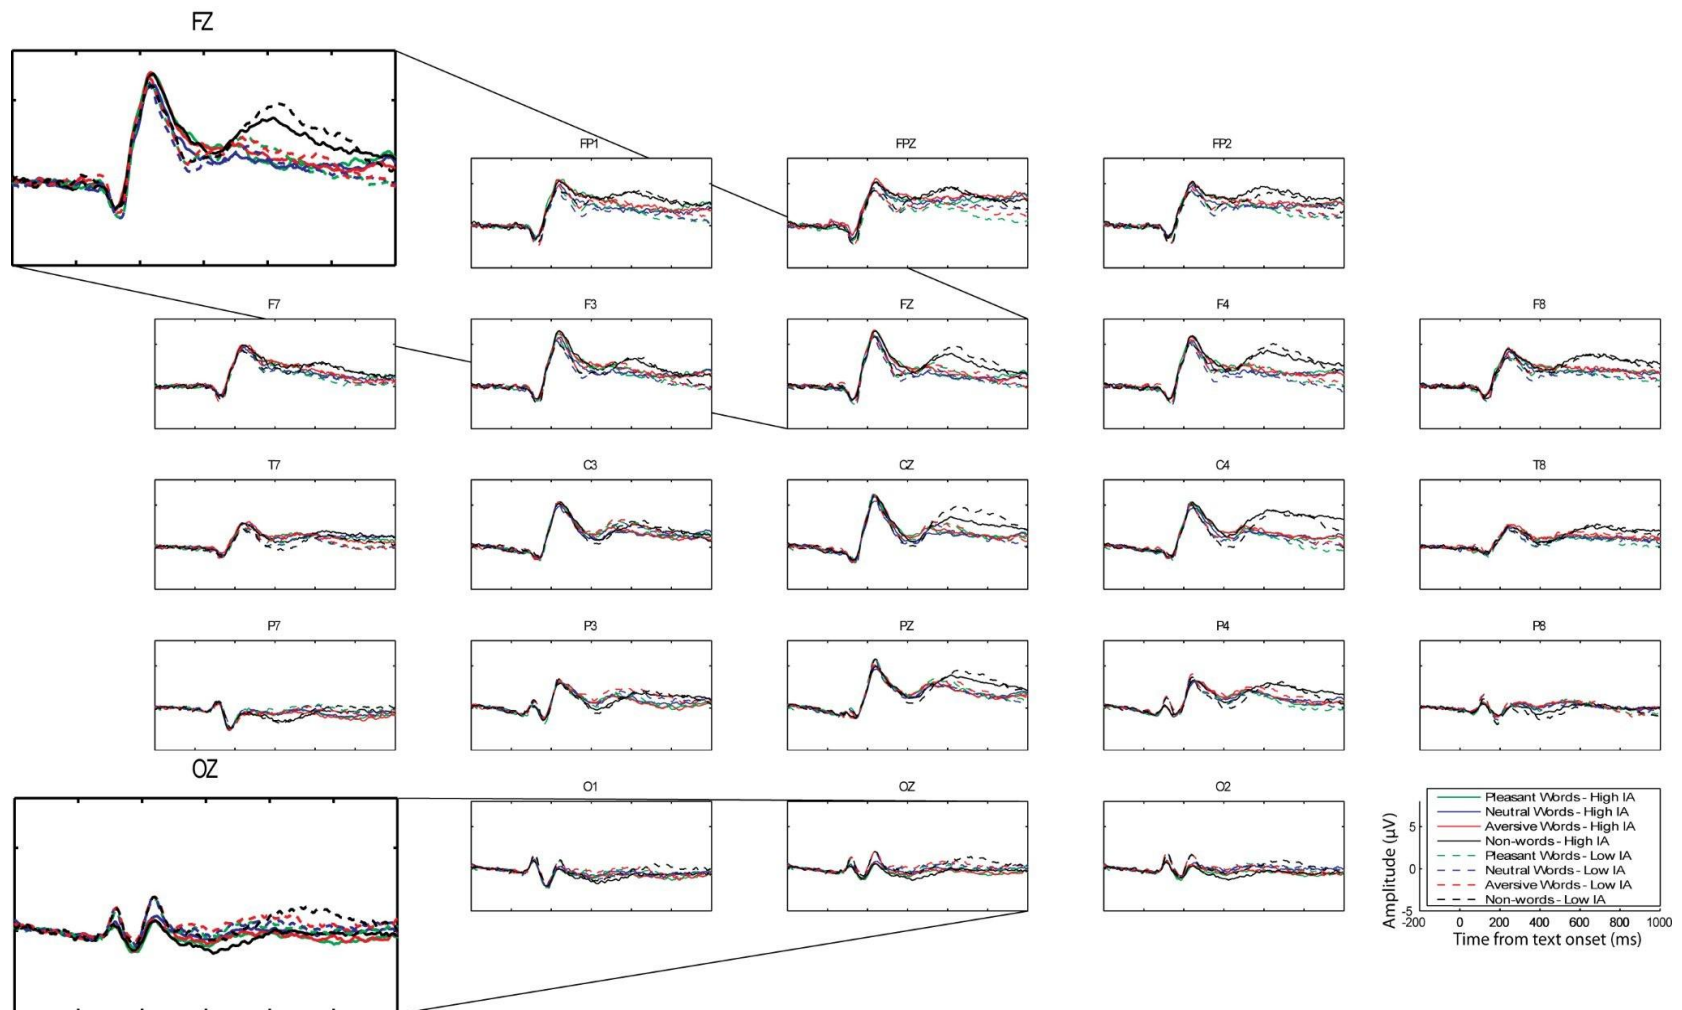 FZ
FP1
FPZ
FP2
F7
F3
FZ
F4
F8
T7
C3
CZ
C4
T8
P7
P3
PZ
P4
P8
OZ
O1
OZ
O2
Pleasant Words - High IA
Neutral Words - High IA
Aversive Words - High IA
Non-words - High IA
Pleasant Words - Low IA
Neutral Words - Low IA
Aversive Words - Low IA
Non-words - Low IA
Amplitude (µV)
5
0
-5
-200 0 200 400 600 800 1000
Time from text onset (ms)